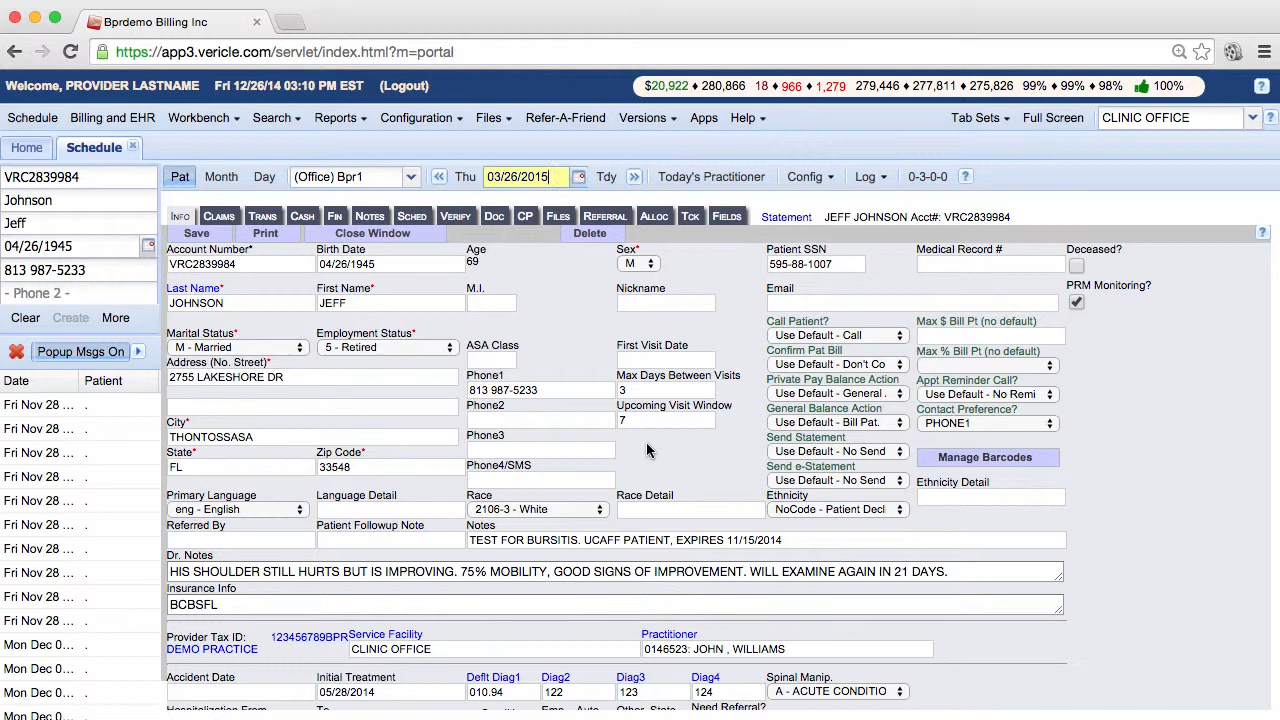 Bprdemo Billing Inc
https://app3.vericle.com/servlet/index.html?m=portal
Welcome, PROVIDER LASTNAME Fri 12/26/14 03:10 PM EST (Logout) $20,922 ♦ 280,866 18 ♦ 966 ♦ 1,279 279,446 ♦ 277,811 ♦ 275,826 99% ♦ 99% ♦ 98% 100% ?
Schedule Billing and EHR Workbench Search Reports Configuration Files Refer-A-Friend Versions Apps Help Tab Sets Full Screen CLINIC OFFICE ?
Home Schedule
VRC2839984
Johnson
Jeff
04/26/1945
813 987-5233
- Phone 2 -
Clear Create More
Popup Msgs On
Date Patient
Fri Nov 28 ... .
Fri Nov 28 ... .
Fri Nov 28 ... .
Fri Nov 28 ... .
Fri Nov 28 ... .
Fri Nov 28 ... .
Fri Nov 28 ... .
Fri Nov 28 ... .
Fri Nov 28 ... .
Fri Nov 28 ... .
Mon Dec 0... .
Mon Dec 0... .
Mon Dec 0... .
Mon Dec 0... .
Pat Month Day (Office) Bpr1 Thu 03/26/2015 Tdy Today's Practitioner Config Log 0-3-0-0 ?
INFO CLAIMS TRANS CASH FIN NOTES SCHED VERIFY DOC CP FILES REFERRAL ALLOC TCK FIELDS Statement JEFF JOHNSON Acct#: VRC2839984
Save Print Close Window Delete ?
Account Number* Birth Date Age Sex* Patient SSN Medical Record # Deceased?
VRC2839984 04/26/1945 69 M 595-88-1007
PRM Monitoring?
Last Name* First Name* M.I. Nickname Email
JOHNSON JEFF
Call Patient? Max $ Bill Pt (no default)
Marital Status* Employment Status* Use Default - Call
M - Married 5 - Retired ASA Class First Visit Date
Confirm Pat Bill Max % Bill Pt (no default)
Address (No. Street)* Use Default - Don't Co
2755 LAKESHORE DR Phone1 Max Days Between Visits
Private Pay Balance Action Appt Reminder Call?
813 987-5233 3 Use Default - General . Use Default - No Remi
Phone2 Upcoming Visit Window General Balance Action Contact Preference?
7 Use Default - Bill Pat. PHONE1
City* Phone3 Send Statement
THONTOSSASA Use Default - No Send Manage Barcodes
State* Zip Code* Phone4/SMS Send e-Statement
FL 33548 Use Default - No Send Ethnicity Detail
Primary Language Language Detail Race Race Detail Ethnicity
eng - English 2106-3 - White NoCode - Patient Decl
Referred By Patient Followup Note Notes
TEST FOR BURSITIS. UCAFF PATIENT, EXPIRES 11/15/2014
Dr. Notes
HIS SHOULDER STILL HURTS BUT IS IMPROVING. 75% MOBILITY, GOOD SIGNS OF IMPROVEMENT. WILL EXAMINE AGAIN IN 21 DAYS.
Insurance Info
BCBSFL
Provider Tax ID: 123456789BPR Service Facility Practitioner
DEMO PRACTICE CLINIC OFFICE 0146523: JOHN , WILLIAMS
Accident Date Initial Treatment Deflt Diag1 Diag2 Diag3 Diag4 Spinal Manip.
05/28/2014 010.94 122 123 124 A - ACUTE CONDITIO
Need Referral?